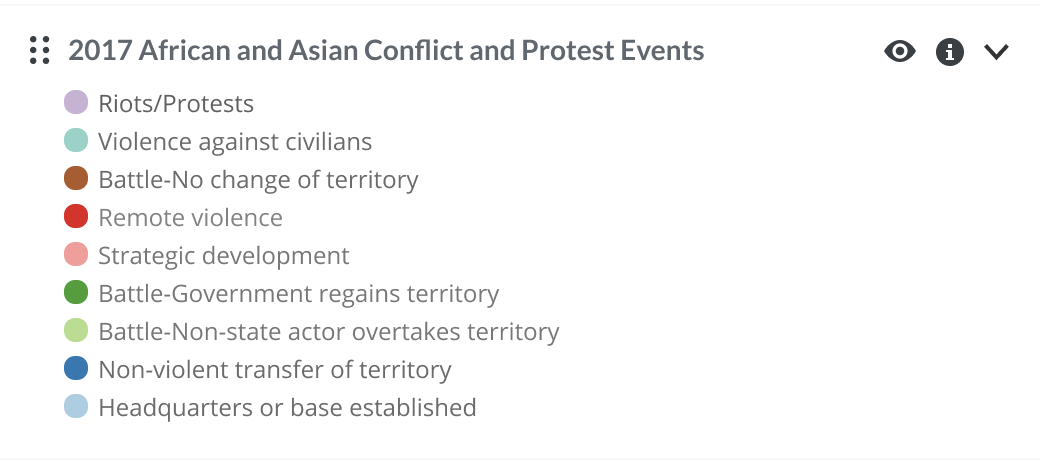 2017 African and Asian Conflict and Protest Events
Riots/Protests
Violence against civilians
Battle-No change of territory
Remote violence
Strategic development
Battle-Government regains territory
Battle-Non-state actor overtakes territory
Non-violent transfer of territory
Headquarters or base established